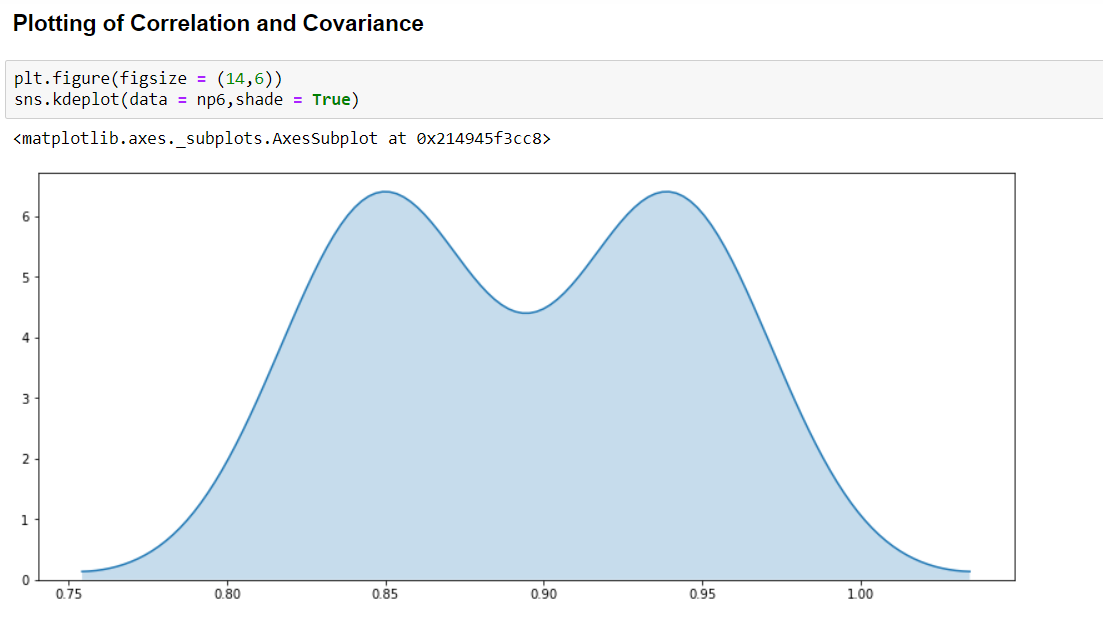 Plotting of Correlation and Covariance
plt.figure(figsize = (14,6))
sns.kdeplot(data = np6,shade = True)
<matplotlib.axes._subplots.AxesSubplot at 0x214945f3cc8>
6
5
4
3
2
1
0
0.75 0.80 0.85 0.90 0.95 1.00